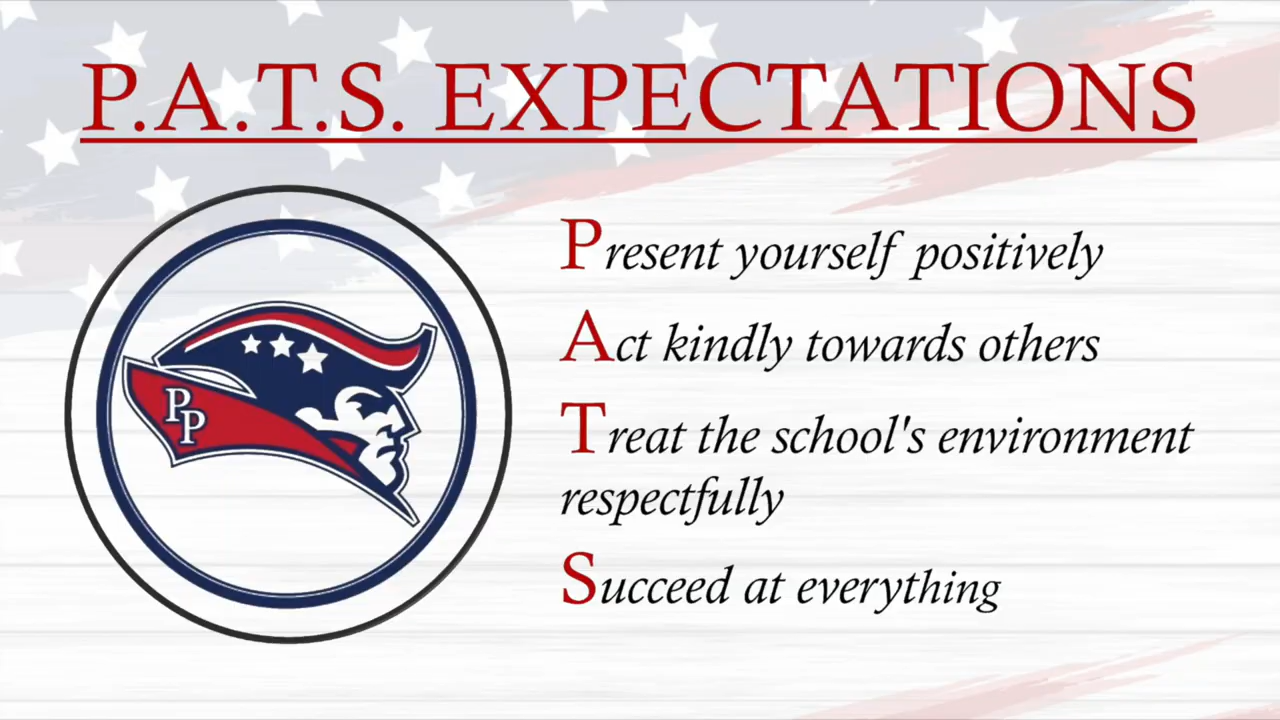 P.A.T.S. EXPECTATIONS
Present yourself positively
Act kindly towards others
Treat the school's environment
respectfully
Succeed at everything
PP